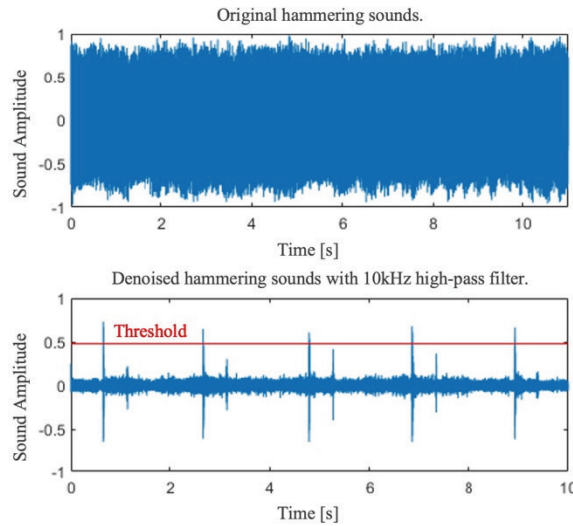 Original hammering sounds.
1
0.5
0
-0.5
-1
Sound Amplitude
0 2 4 6 8 10
Time [s]
Denoised hammering sounds with 10kHz high-pass filter.
1
Threshold
0.5
0
-0.5
-1
Sound Amplitude
0 2 4 6 8 10
Time [s]